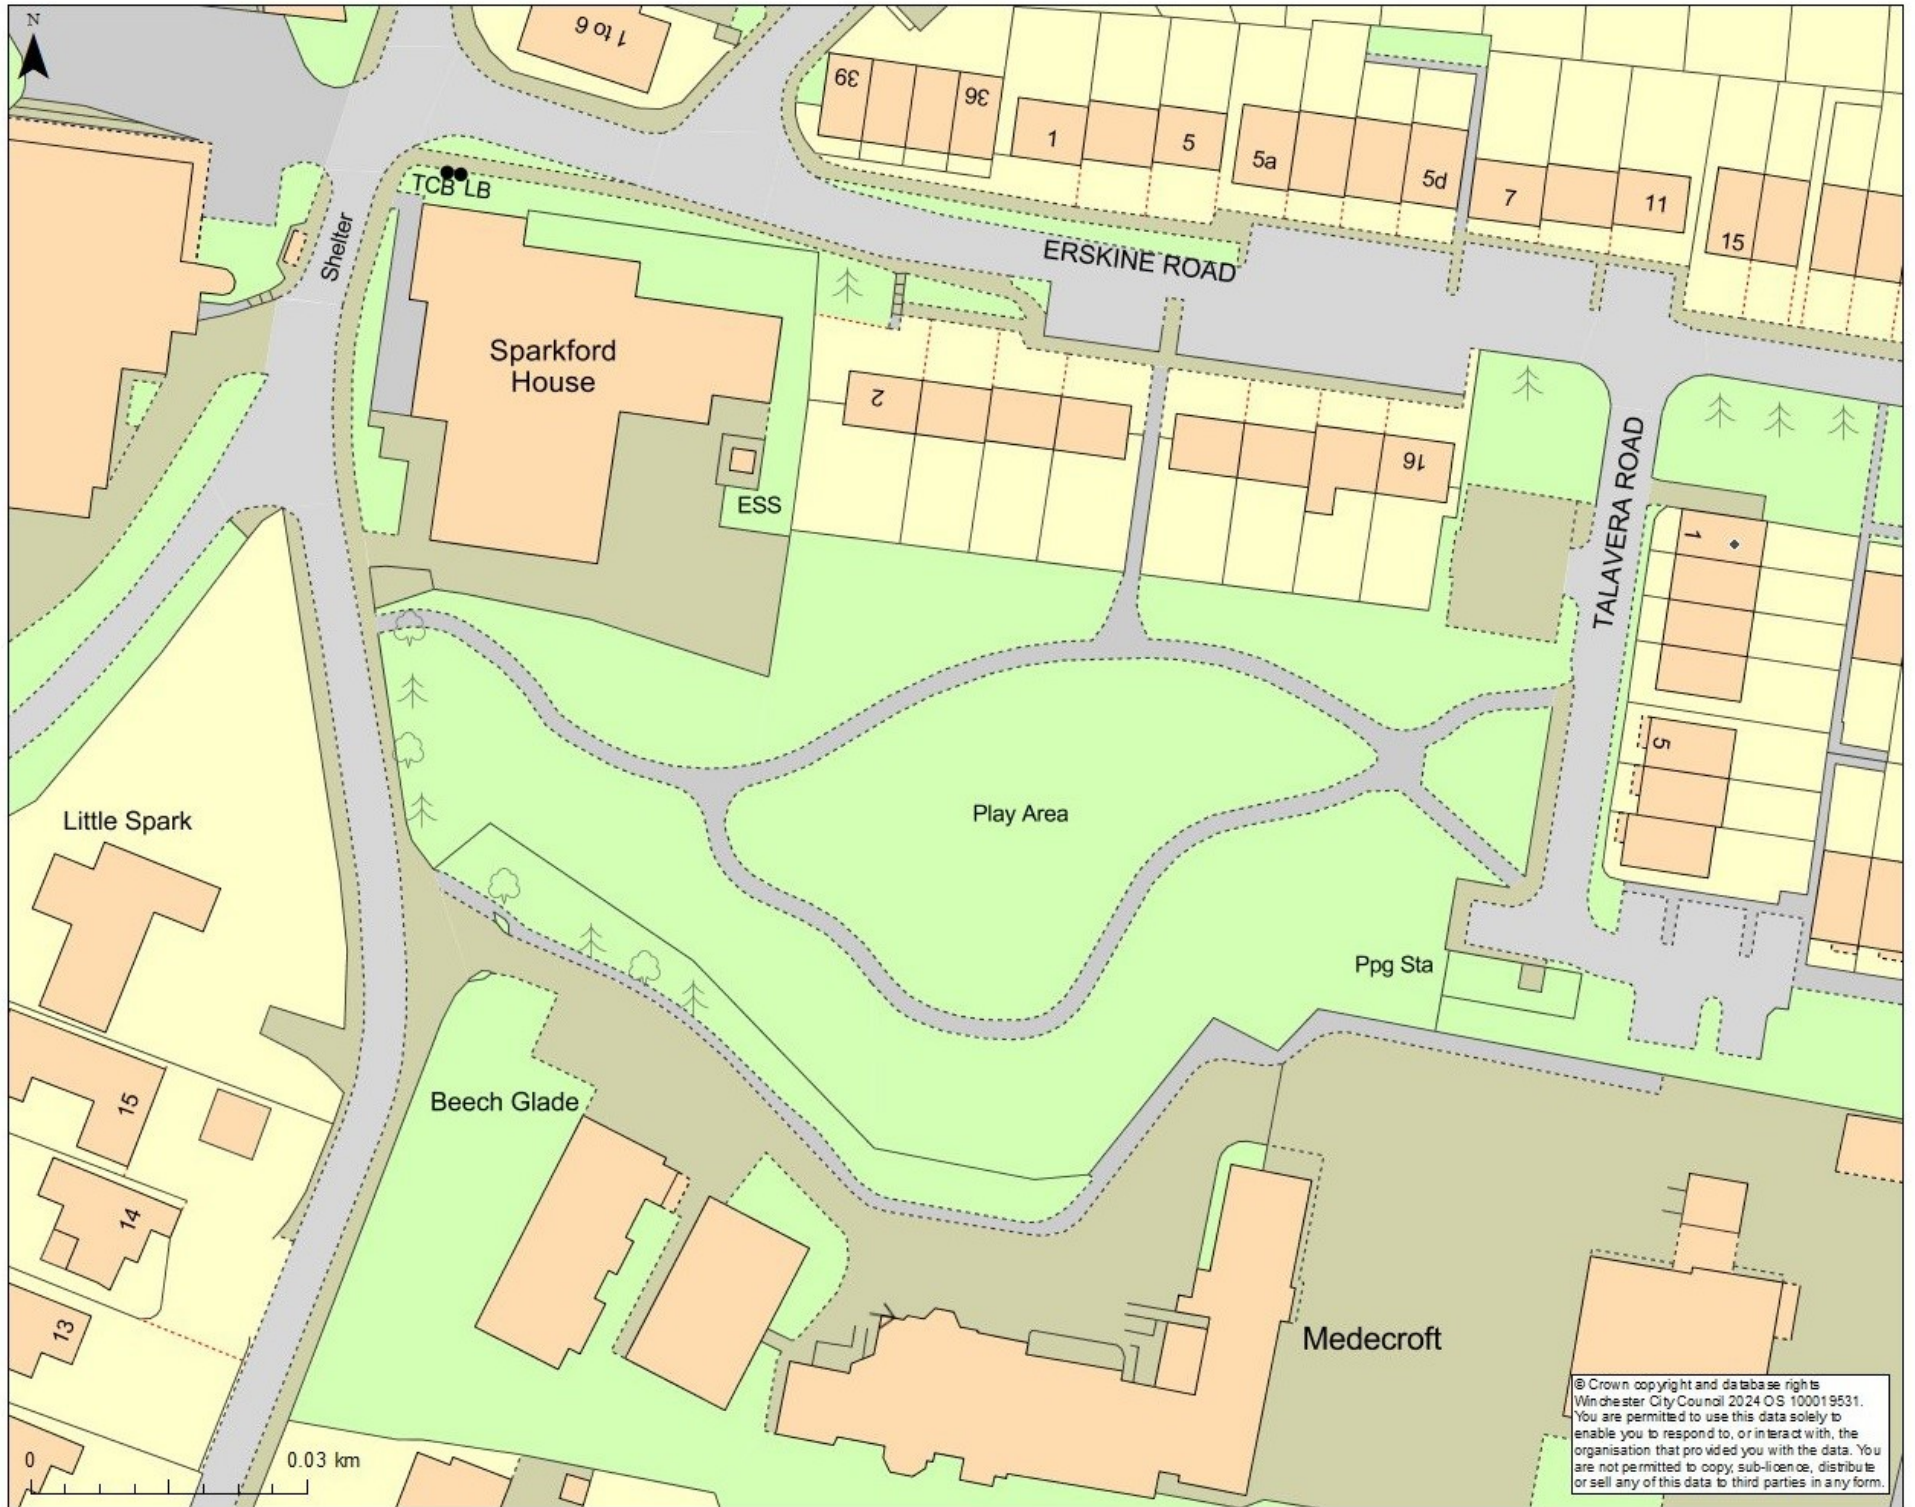 N
1 to 6
39
36
1
5
5a
5d
7
11
15
TCB LB
Shelter
ERSKINE ROAD
Sparkford
House
2
16
ESS
TALAVERA ROAD
1
5
Little Spark
Play Area
Ppg Sta
Beech Glade
15
14
13
Medecroft
0
0.03 km
© Crown copyright and database rights
Winchester City Council 2024 OS 100019531.
You are permitted to use this data solely to
enable you to respond to, or interact with, the
organisation that provided you with the data. You
are not permitted to copy, sub-licence, distribute
or sell any of this data to third parties in any form.